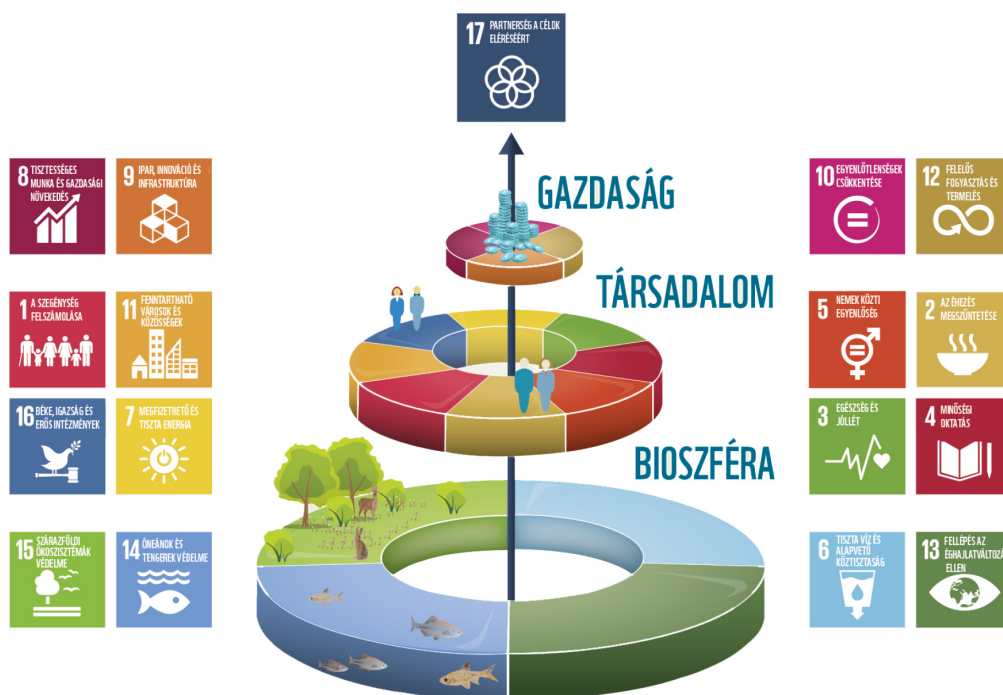 17 PARTNERSÉG A CÉLOK
ELÉRÉSÉÉRT
8 TISZTESSÉGES
MUNKA ÉS GAZDASÁGI
NÖVEKEDÉS
9 IPAR, INNOVÁCIÓ ÉS
INFRASTRUKTÚRA
GAZDASÁG
10 EGYENLŐTLENSÉGEK
CSÖKKENTÉSE
12 FELELŐS
FOGYASZTÁS ÉS
TERMELÉS
1 A SZEGÉNYSÉG
FELSZÁMOLÁSA
11 FENNTARTHATÓ
VÁROSOK ÉS
KÖZÖSSÉGEK
TÁRSADALOM
5 NEMEK KÖZTI
EGYENLŐSÉG
2 AZ ÉHEZÉS
MEGSZÜNTETÉSE
16 BÉKE, IGAZSÁG ÉS
ERŐS INTÉZMÉNYEK
7 MEGFIZETHETŐ ÉS
TISZTA ENERGIA
3 EGÉSZSÉG ÉS
JÓLLÉT
4 MINŐSÉGI
OKTATÁS
BIOSZFÉRA
15 SZÁRAZFÖLDI
ÖKOSZISZTÉMÁK
VÉDELME
14 ÓNEÁNOK ÉS
TENGEREK VÉDELME
6 TISZTA VÍZ ÉS
ALAPVETŐ
KÖZTISZTASÁG
13 FELLÉPÉS AZ
ÉGHAJLATVÁLTOZÁ
ELLEN